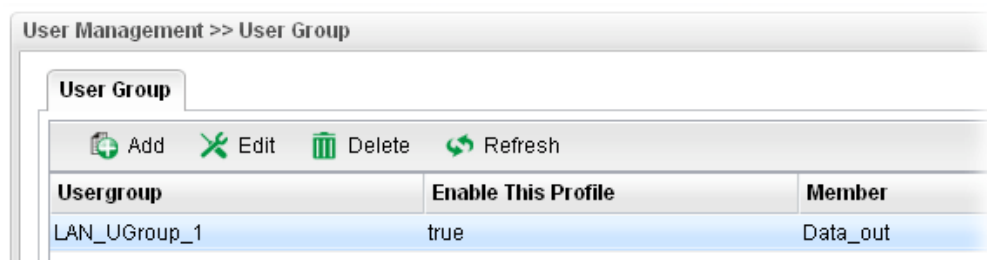 User Management >> User Group
User Group
Add Edit Delete Refresh
Usergroup Enable This Profile Member
LAN_UGroup_1 true Data_out